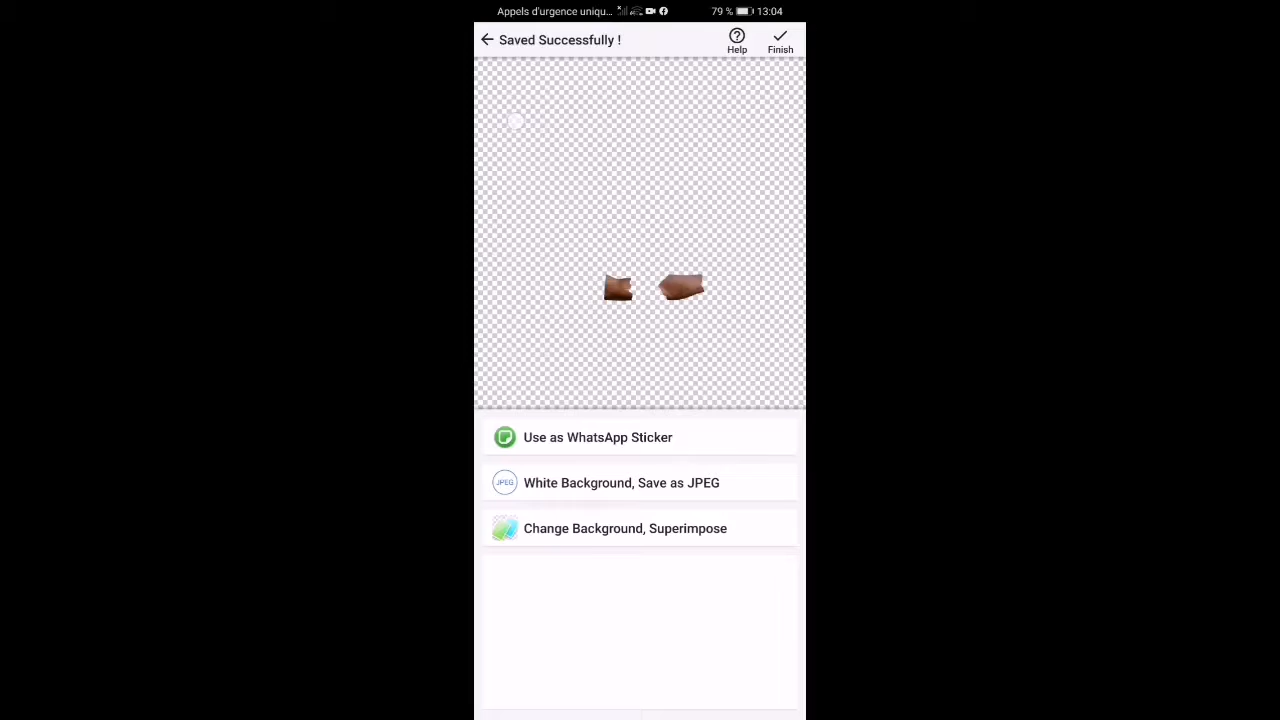 Appels d'urgence uniqu... 79 % 13:04
Saved Successfully !
Help
Finish
Use as WhatsApp Sticker
JPEG White Background, Save as JPEG
Change Background, Superimpose